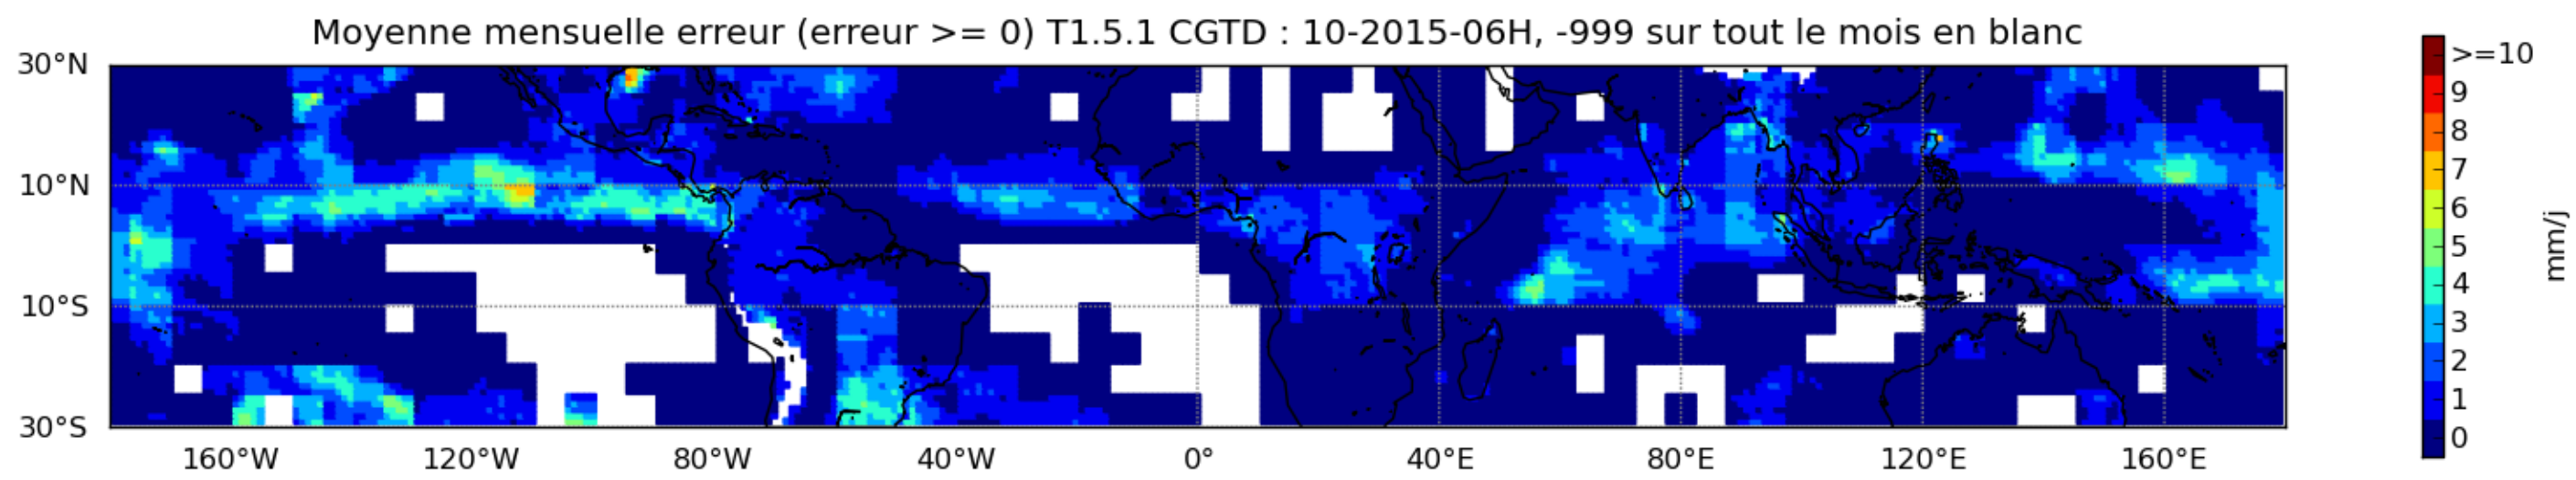 Moyenne mensuelle erreur (erreur >= 0) T1.5.1 CGTD : 10-2015-06H, -999 sur tout le mois en blanc
30°N
10°N
10°S
30°S
160°W 120°W 80°W 40°W 0° 40°E 80°E 120°E 160°E
>=10
9
8
7
6
5
4
3
2
1
0
mm/j